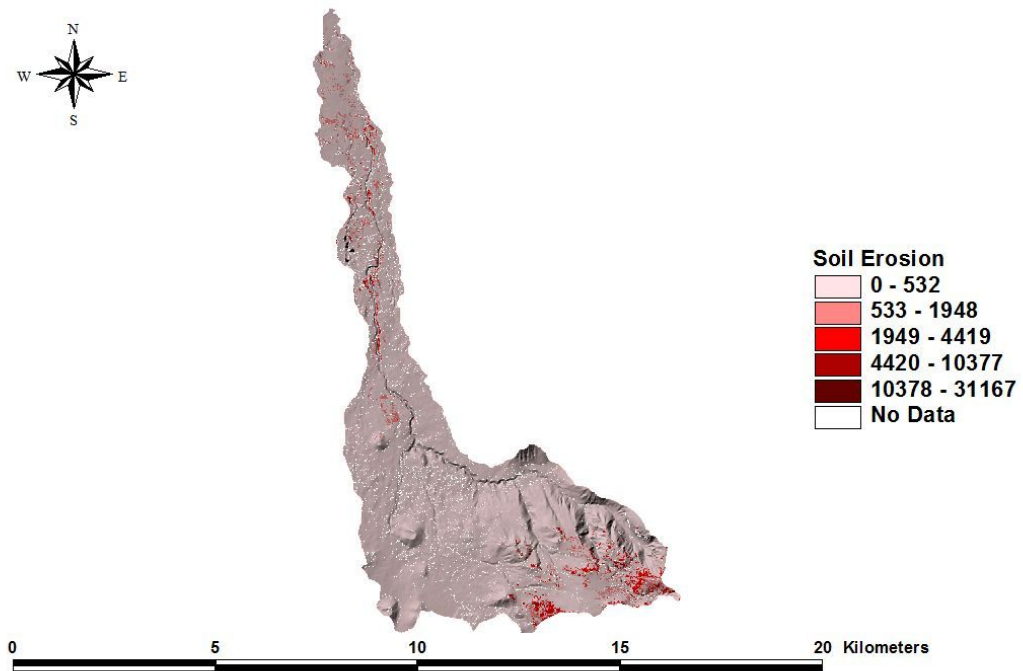 N
W E
S
Soil Erosion
0 - 532
533 - 1948
1949 - 4419
4420 - 10377
10378 - 31167
No Data
0 5 10 15 20 Kilometers